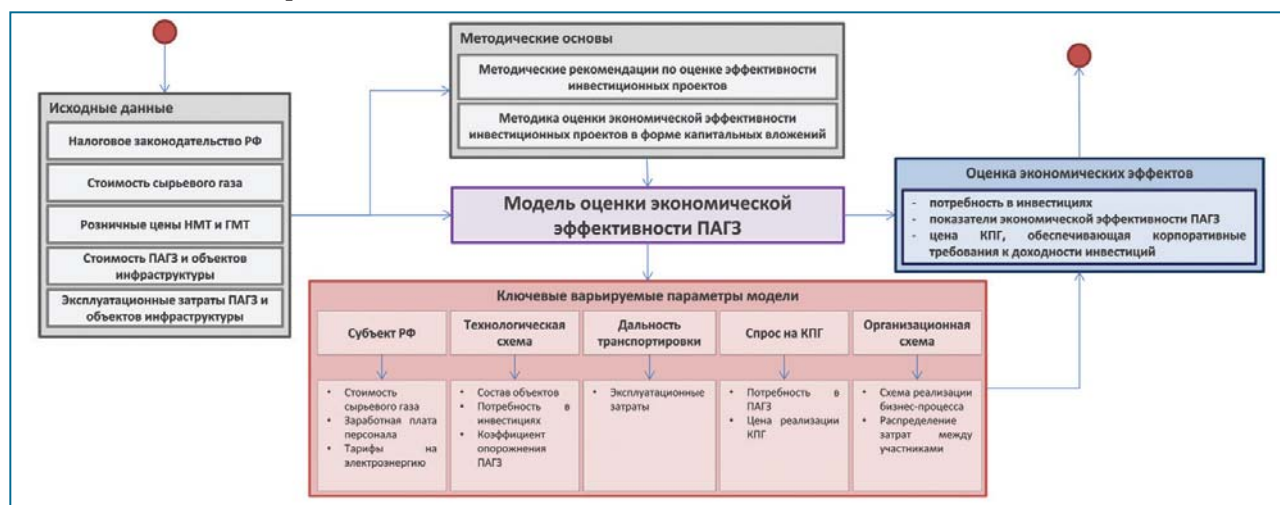 Исходные данные
Налоговое законодательство РФ
Стоимость сырьевого газа
Розничные цены НМТ и ГМТ
Стоимость ПАГЗ и объектов
инфраструктуры
Эксплуатационные затраты ПАГЗ и
объектов инфраструктуры
Методические основы
Методические рекомендации по оценке эффективности
инвестиционных проектов
Методика оценки экономической эффективности
инвестиционных проектов в форме капитальных вложений
Модель оценки экономической
эффективности ПАГЗ
Оценка экономических эффектов
- потребность в инвестициях
- показатели экономической эффективности ПАГЗ
- цена КПГ, обеспечивающая корпоративные
требования к доходности инвестиций
Ключевые варьируемые параметры модели
Субъект РФ
• Стоимость
сырьевого газа
• Заработная плата
персонала
• Тарифы на
электроэнергию
Технологическая
схема
• Состав объектов
• Потребность в
инвестициях
• Коэффициент
опорожнения
ПАГЗ
Дальность
транспортировки
• Эксплуатационные
затраты
Спрос на КПГ
• Потребность в
ПАГЗ
• Цена реализации
КПГ
Организационная
схема
• Схема реализации
бизнес-процесса
• Распределение
затрат между
участниками